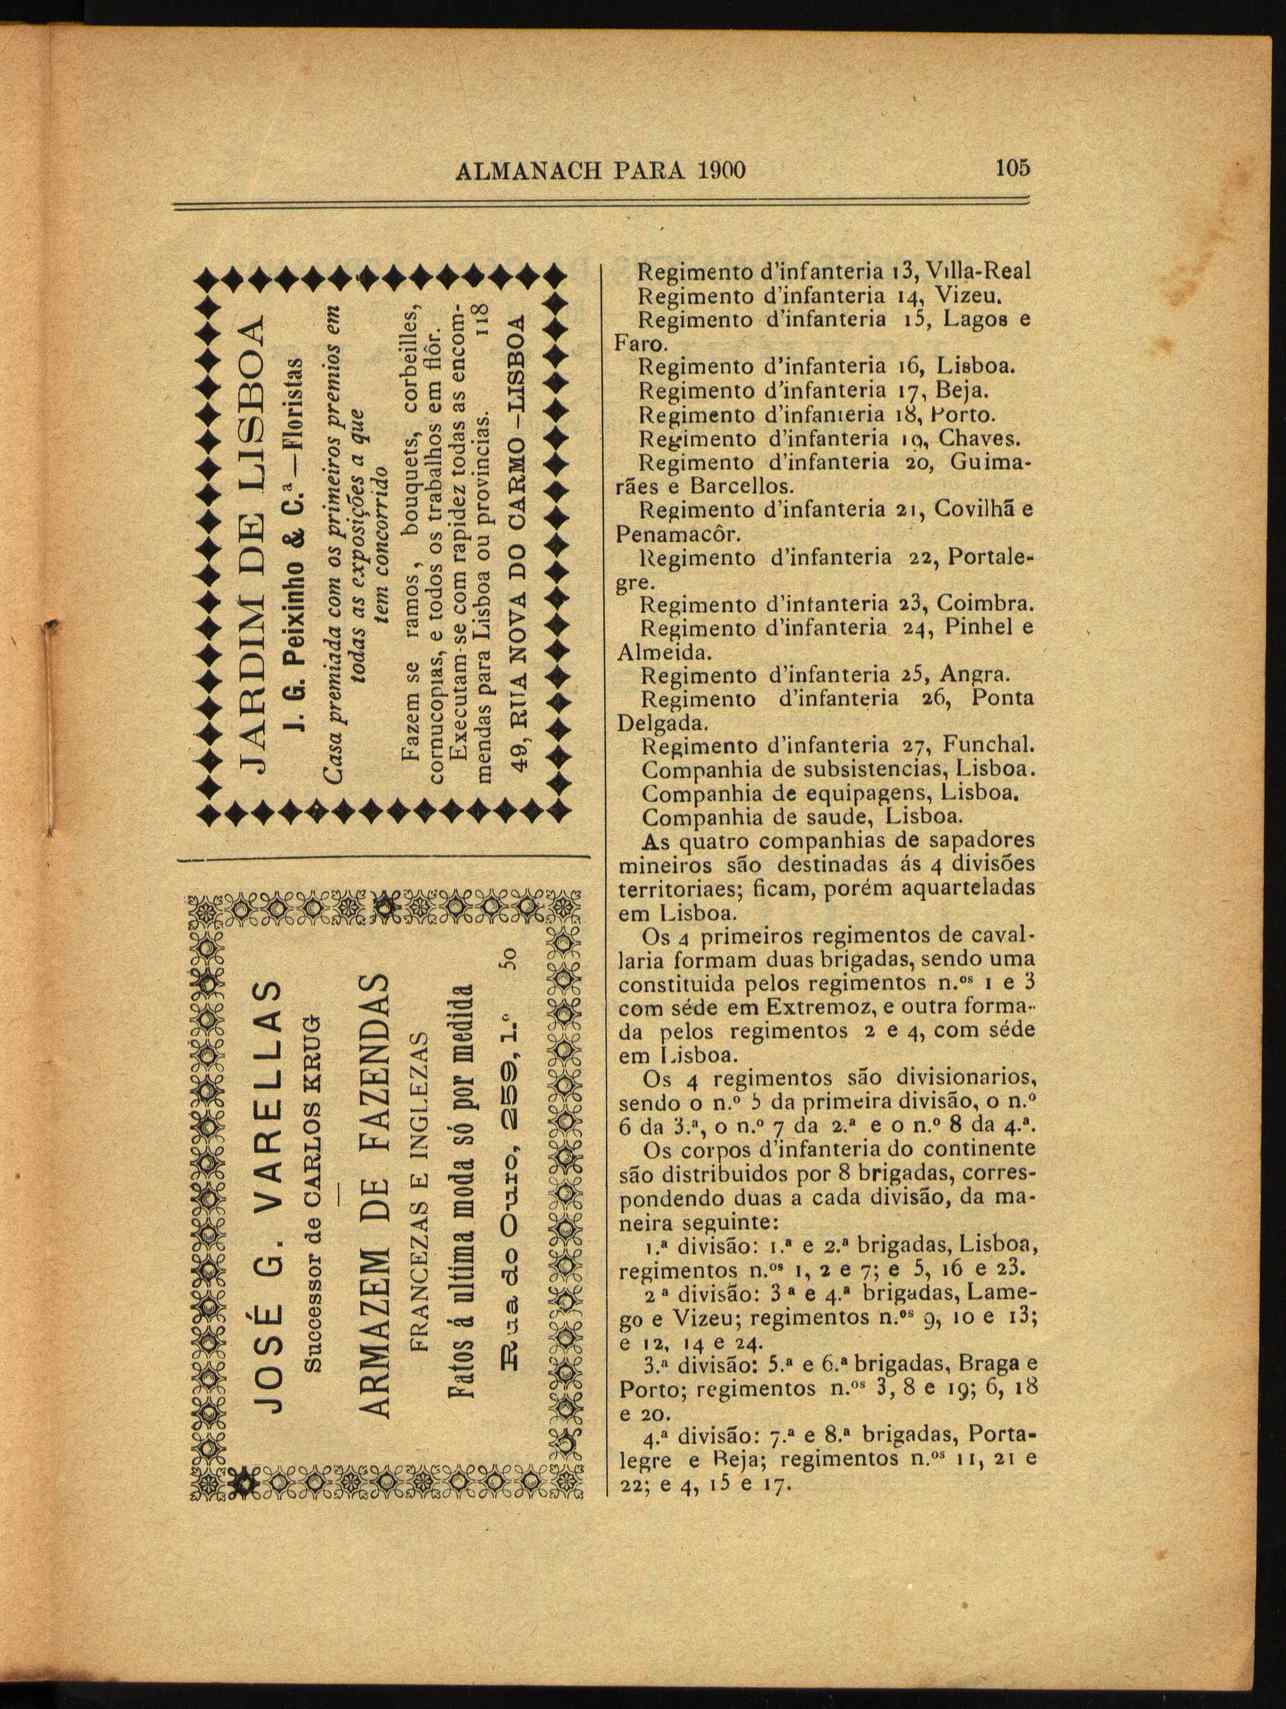 ALMANACH PARA 1900
105
JARDIM DE LISBOA
J. G. Peixinho & C.ª—Floristas
Casa premiada com os primeiros premios em
todas as exposições a que
tem concorrido
Fazem se ramos, bouquets, corbeilles,
cornucopias, e todos os trabalhos em flôr.
Executam-se com rapidez todas as encom-
mendas para Lisboa ou provincias. 118
49, RUA NOVA DO CARMO–LISBOA
JOSÉ G. VARELLAS
Successor de CARLOS KRUG
ARMAZEM DE FAZENDAS
FRANCEZAS E INGLEZAS
Fatos á ultima moda só por medida
Rua do Ouro, 259, 1.º 50
Regimento d'infanteria 13, Villa-Real
Regimento d'infanteria 14, Vizeu.
Regimento d'infanteria 15, Lagos e
Faro.
Regimento d'infanteria 16, Lisboa.
Regimento d'infanteria 17, Beja.
Regimento d'infanteria 18, Porto.
Regimento d'infanteria 19, Chaves.
Regimento d'infanteria 20, Guima-
rães e Barcellos.
Regimento d'infanteria 21, Covilhã e
Penamacôr.
Regimento d'infanteria 22, Portale-
gre.
Regimento d'infanteria 23, Coimbra.
Regimento d'infanteria 24, Pinhel e
Almeida.
Regimento d'infanteria 25, Angra.
Regimento d'infanteria 26, Ponta
Delgada.
Regimento d'infanteria 27, Funchal.
Companhia de subsistencias, Lisboa.
Companhia de equipagens, Lisboa.
Companhia de saude, Lisboa.
As quatro companhias de sapadores
mineiros são destinadas ás 4 divisões
territoriaes; ficam, porém aquarteladas
em Lisboa.
Os 4 primeiros regimentos de caval-
laria formam duas brigadas, sendo uma
constituida pelos regimentos n.ºˢ 1 e 3
com séde em Extremoz, e outra forma-
da pelos regimentos 2 e 4, com séde
em Lisboa.
Os 4 regimentos são divisionarios,
sendo o n.º 5 da primeira divisão, o n.º
6 da 3.ª, o n.º 7 da 2.ª e o n.º 8 da 4.ª.
Os corpos d'infanteria do continente
são distribuidos por 8 brigadas, corres-
pondendo duas a cada divisão, da ma-
neira seguinte:
1.ª divisão: 1.ª e 2.ª brigadas, Lisboa,
regimentos n.ºˢ 1, 2 e 7; e 5, 16 e 23.
2 ª divisão: 3 ª e 4.ª brigadas, Lame-
go e Vizeu; regimentos n.ºˢ 9, 10 e 13;
e 12, 14 e 24.
3.ª divisão: 5.ª e 6.ª brigadas, Braga e
Porto; regimentos n.ºˢ 3, 8 e 19; 6, 18
e 20.
4.ª divisão: 7.ª e 8.ª brigadas, Porta-
legre e Beja; regimentos n.ºˢ 11, 21 e
22; e 4, 15 e 17.